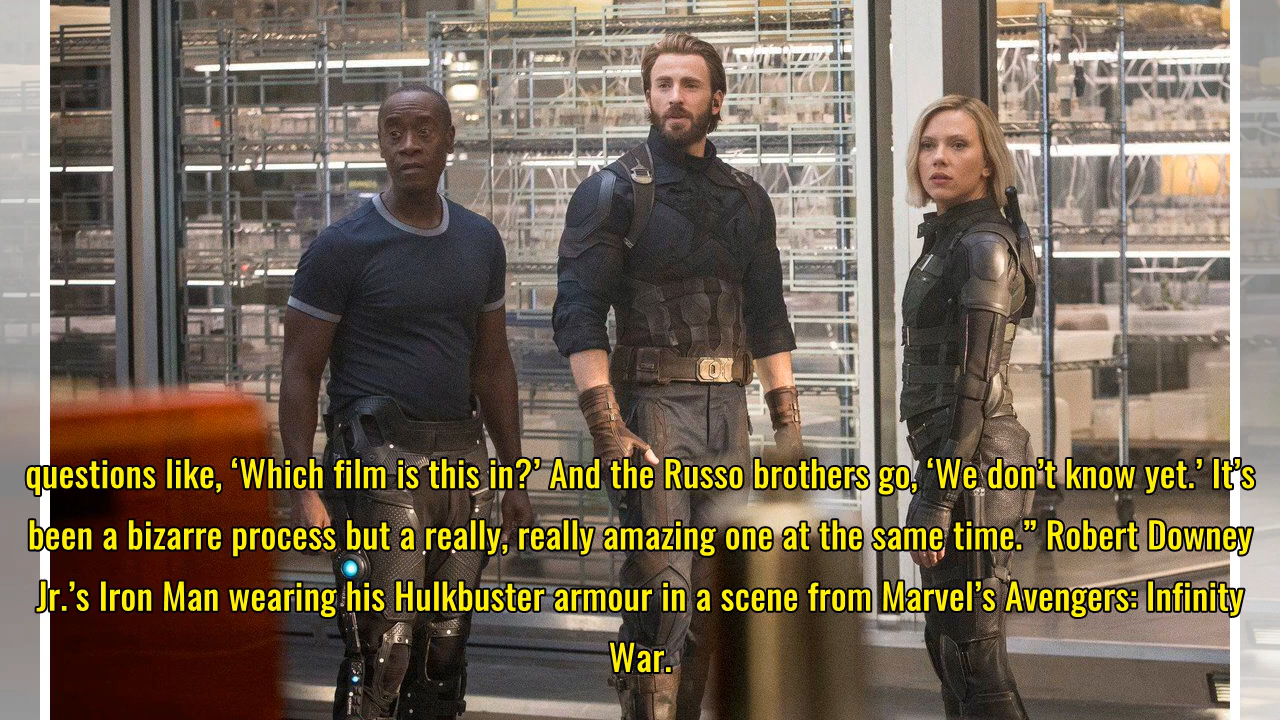 questions like, ‘Which film is this in?’ And the Russo brothers go, ‘We don’t know yet.’ It’s
been a bizarre process but a really, really amazing one at the same time.” Robert Downey
Jr.’s Iron Man wearing his Hulkbuster armour in a scene from Marvel’s Avengers: Infinity
War.